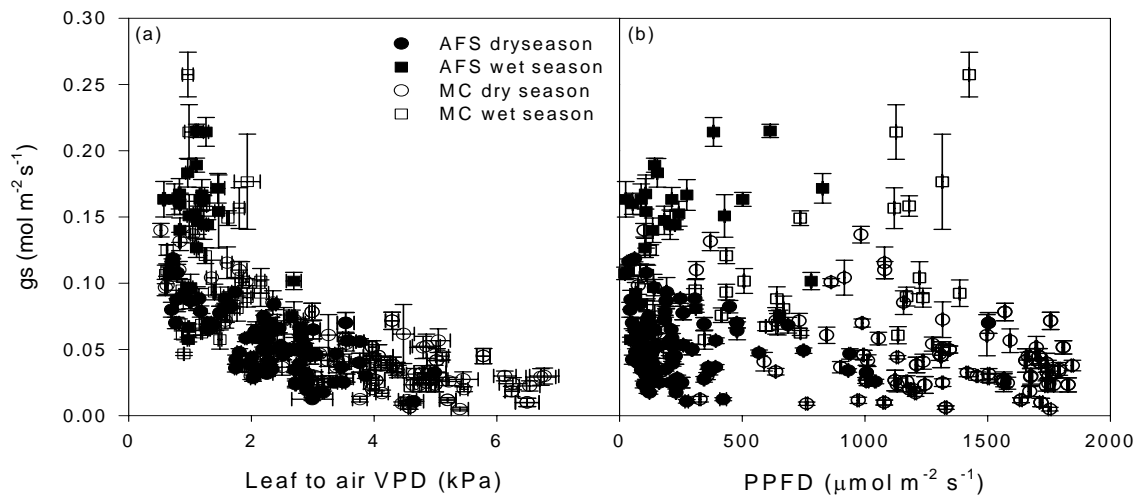 (a)
(b)
AFS dryseason
AFS wet season
MC dry season
MC wet season
gs (mol m⁻² s⁻¹)
0.30
0.25
0.20
0.15
0.10
0.05
0.00
0 2 4 6
0 500 1000 1500 2000
Leaf to air VPD (kPa)
PPFD (μmol m⁻² s⁻¹)